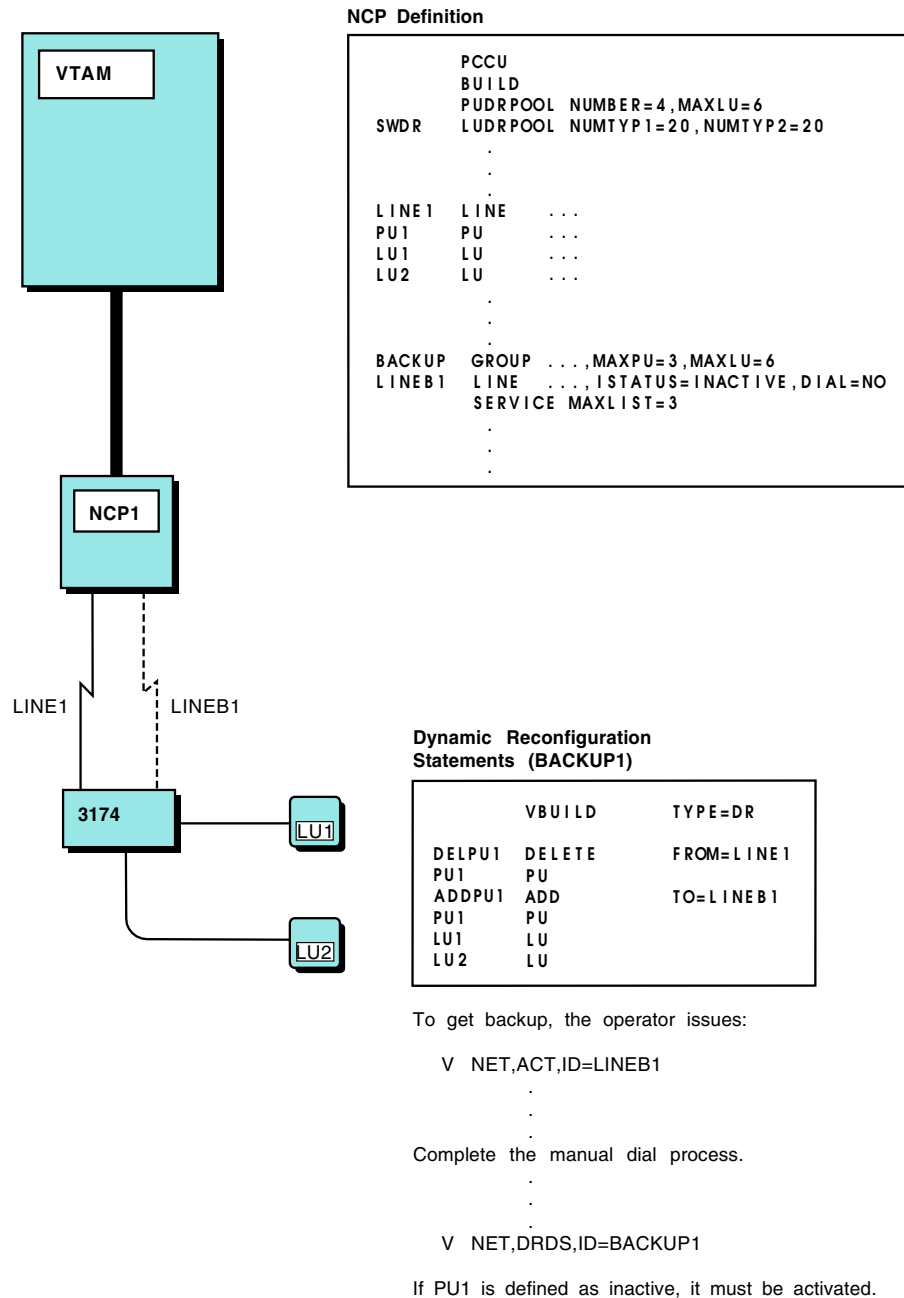 NCP Definition
VTAM
PCCU
BUILD
PUDRPOOL NUMBER=4,MAXLU=6
SWDR LUDRPOOL NUMTYP1=20,NUMTYP2=20
.
.
.
LINE1 LINE ...
PU1 PU ...
LU1 LU ...
LU2 LU ...
.
.
.
BACKUP GROUP ...,MAXPU=3,MAXLU=6
LINEB1 LINE ...,ISTATUS=INACTIVE,DIAL=NO
SERVICE MAXLIST=3
.
.
.
NCP1
LINE1 LINEB1
3174
LU1
LU2
Dynamic Reconfiguration
Statements (BACKUP1)
VBUILD TYPE=DR
DELPU1 DELETE FROM=LINE1
PU1 PU
ADDPU1 ADD TO=LINEB1
PU1 PU
LU1 LU
LU2 LU
To get backup, the operator issues:
V NET,ACT,ID=LINEB1
.
.
.
Complete the manual dial process.
.
.
.
V NET,DRDS,ID=BACKUP1
If PU1 is defined as inactive, it must be activated.